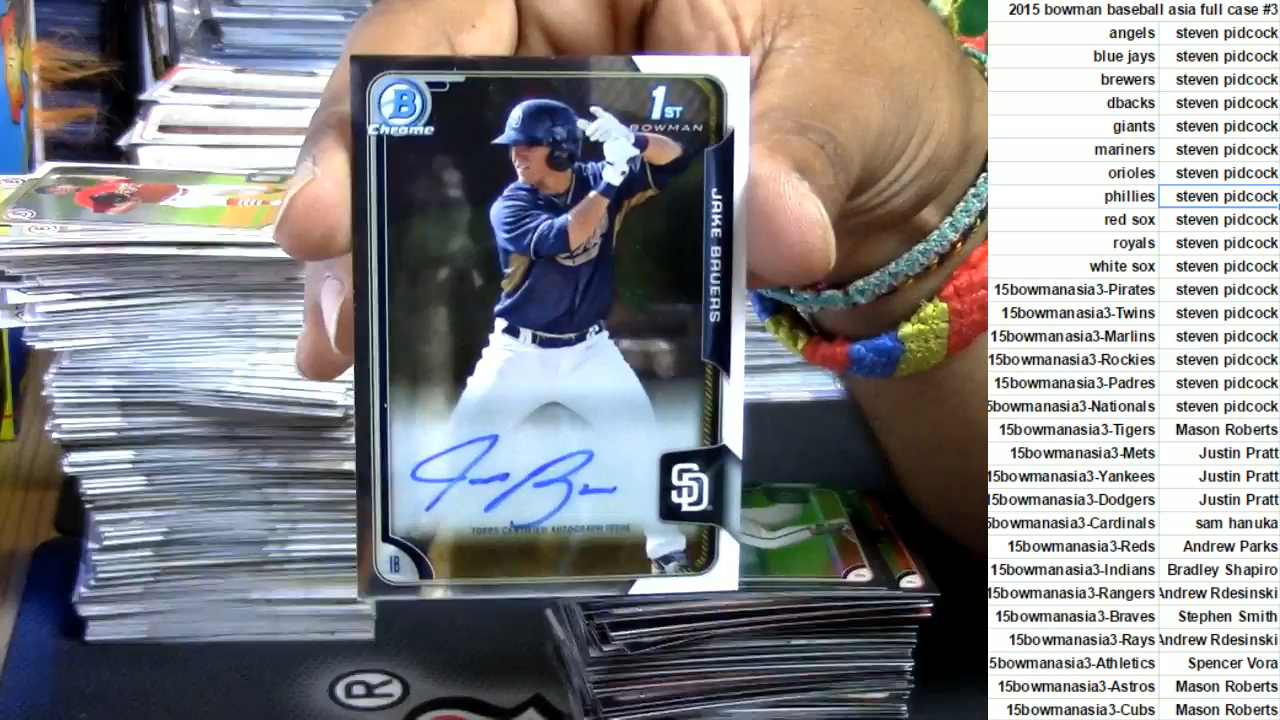 B
Chrome
1ST
BOWMAN
JAKE BAUERS
SD
TOPPS CERTIFIED AUTOGRAPH ISSUE
1B
®
2015 bowman baseball asia full case #3
angels steven pidcock
blue jays steven pidcock
brewers steven pidcock
dbacks steven pidcock
giants steven pidcock
mariners steven pidcock
orioles steven pidcock
phillies steven pidcock
red sox steven pidcock
royals steven pidcock
white sox steven pidcock
15bowmanasia3-Pirates steven pidcock
15bowmanasia3-Twins steven pidcock
15bowmanasia3-Marlins steven pidcock
15bowmanasia3-Rockies steven pidcock
15bowmanasia3-Padres steven pidcock
5bowmanasia3-Nationals steven pidcock
15bowmanasia3-Tigers Mason Roberts
15bowmanasia3-Mets Justin Pratt
15bowmanasia3-Yankees Justin Pratt
15bowmanasia3-Dodgers Justin Pratt
5bowmanasia3-Cardinals sam hanuka
15bowmanasia3-Reds Andrew Parks
15bowmanasia3-Indians Bradley Shapiro
15bowmanasia3-Rangers Andrew Rdesinski
15bowmanasia3-Braves Stephen Smith
15bowmanasia3-Rays Andrew Rdesinski
5bowmanasia3-Athletics Spencer Vora
15bowmanasia3-Astros Mason Roberts
15bowmanasia3-Cubs Mason Roberts